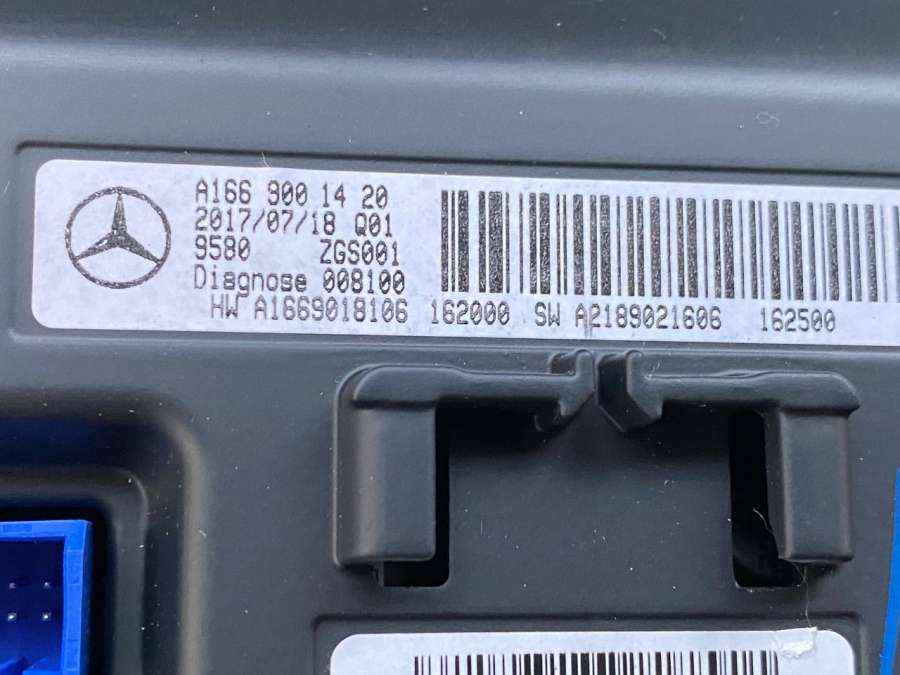 A166 900 14 20
2017/07/18 Q01
9580 ZGS001
Diagnose 008100
HW A1669018106 162000 SW A2189021606 162500